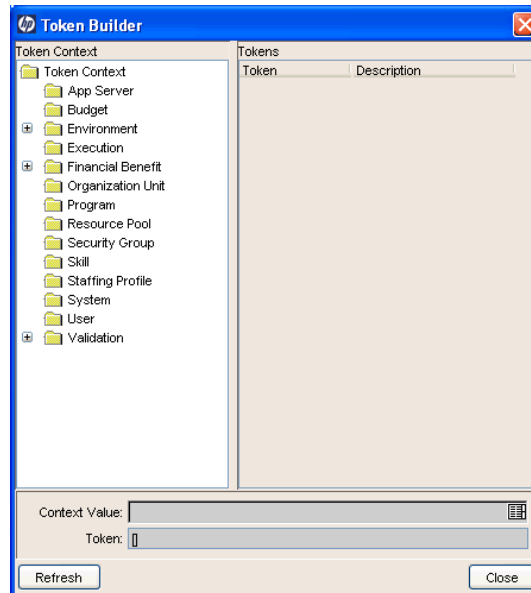 hp Token Builder
Token Context
Tokens
Token Description
Token Context
App Server
Budget
Environment
Execution
Financial Benefit
Organization Unit
Program
Resource Pool
Security Group
Skill
Staffing Profile
System
User
Validation
Context Value:
Token: []
Refresh Close